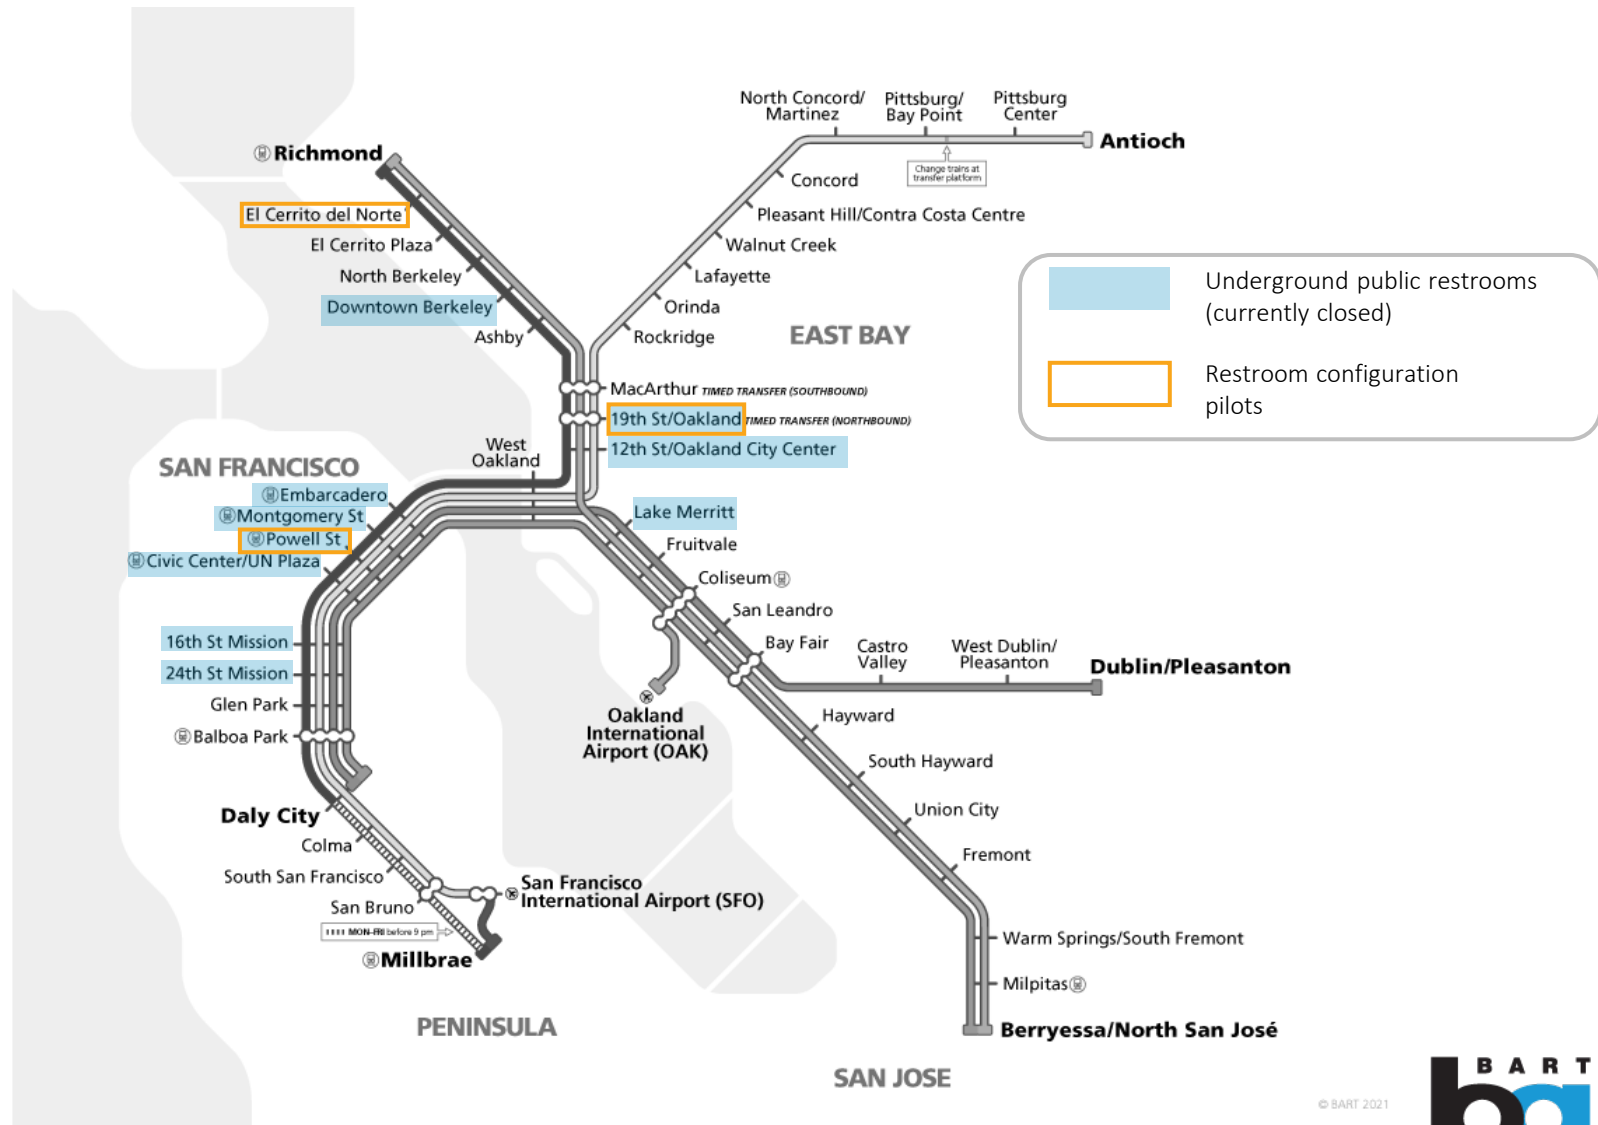 North Concord/
Martinez
Pittsburg/
Bay Point
Pittsburg
Center
Antioch
Change trains at
transfer platform
Richmond
Concord
El Cerrito del Norte
Pleasant Hill/Contra Costa Centre
El Cerrito Plaza
Walnut Creek
North Berkeley
Lafayette
Downtown Berkeley
Orinda
Ashby
Rockridge
EAST BAY
Underground public restrooms
(currently closed)
Restroom configuration
pilots
MacArthur TIMED TRANSFER (SOUTHBOUND)
19th St/Oakland TIMED TRANSFER (NORTHBOUND)
12th St/Oakland City Center
West
Oakland
SAN FRANCISCO
Embarcadero
Montgomery St
Powell St
Civic Center/UN Plaza
Lake Merritt
Fruitvale
Coliseum
San Leandro
Bay Fair
Castro
Valley
West Dublin/
Pleasanton
Dublin/Pleasanton
16th St Mission
24th St Mission
Glen Park
Balboa Park
Oakland
International
Airport (OAK)
Hayward
South Hayward
Union City
Fremont
Daly City
Colma
South San Francisco
San Bruno
San Francisco
International Airport (SFO)
MON-FRI before 9 pm
Millbrae
Warm Springs/South Fremont
Milpitas
Berryessa/North San José
PENINSULA
SAN JOSE
© BART 2021
BART
ba